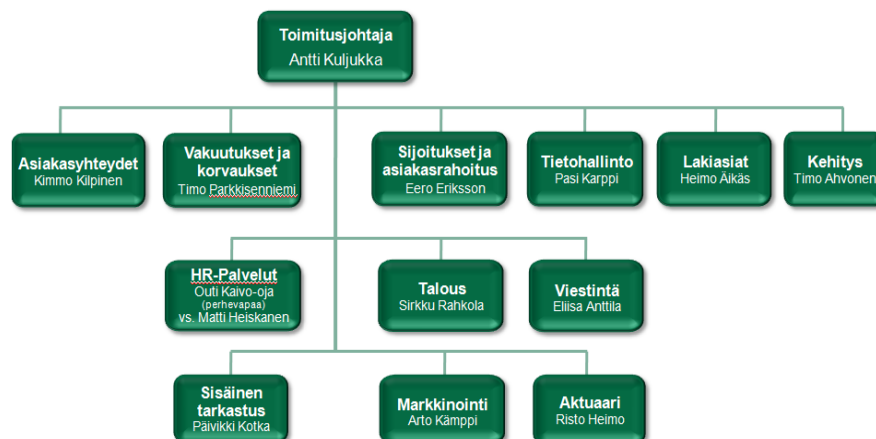 Toimitusjohtaja
Antti Kuljukka
Asiakasyhteydet
Kimmo Kilpinen
Vakuutukset ja
korvaukset
Timo Parkkisenniemi
Sijoitukset ja
asiakasrahoitus
Eero Eriksson
Tietohallinto
Pasi Karppi
Lakiasiat
Heimo Äikäs
Kehitys
Timo Ahvonen
HR-Palvelut
Outi Kaivo-oja
(perhevapaa)
vs. Matti Heiskanen
Talous
Sirkku Rahkola
Viestintä
Eliisa Anttila
Sisäinen
tarkastus
Päivikki Kotka
Markkinointi
Arto Kämppi
Aktuaari
Risto Heimo